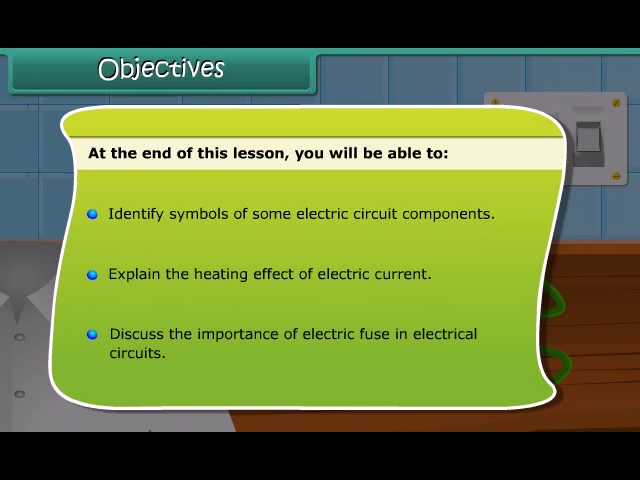 Objectives
At the end of this lesson, you will be able to:
Identify symbols of some electric circuit components.
Explain the heating effect of electric current.
Discuss the importance of electric fuse in electrical
circuits.